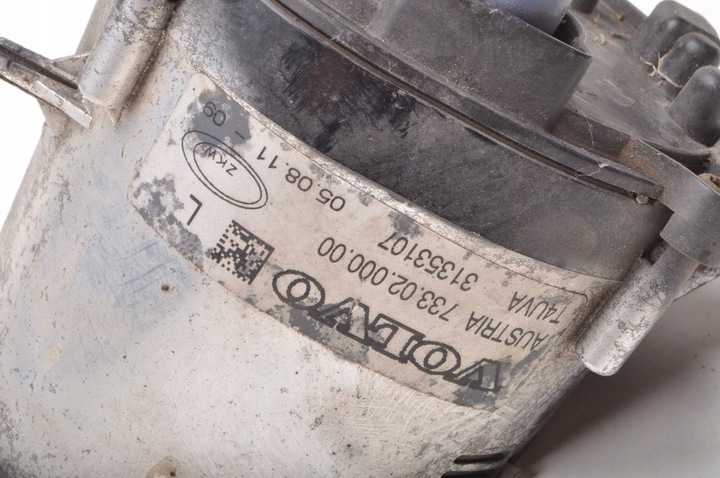 VOLVO
AUSTRIA 733.02.000.00 L
T4UVA 31353107 ZKW
05.08.11 - 09